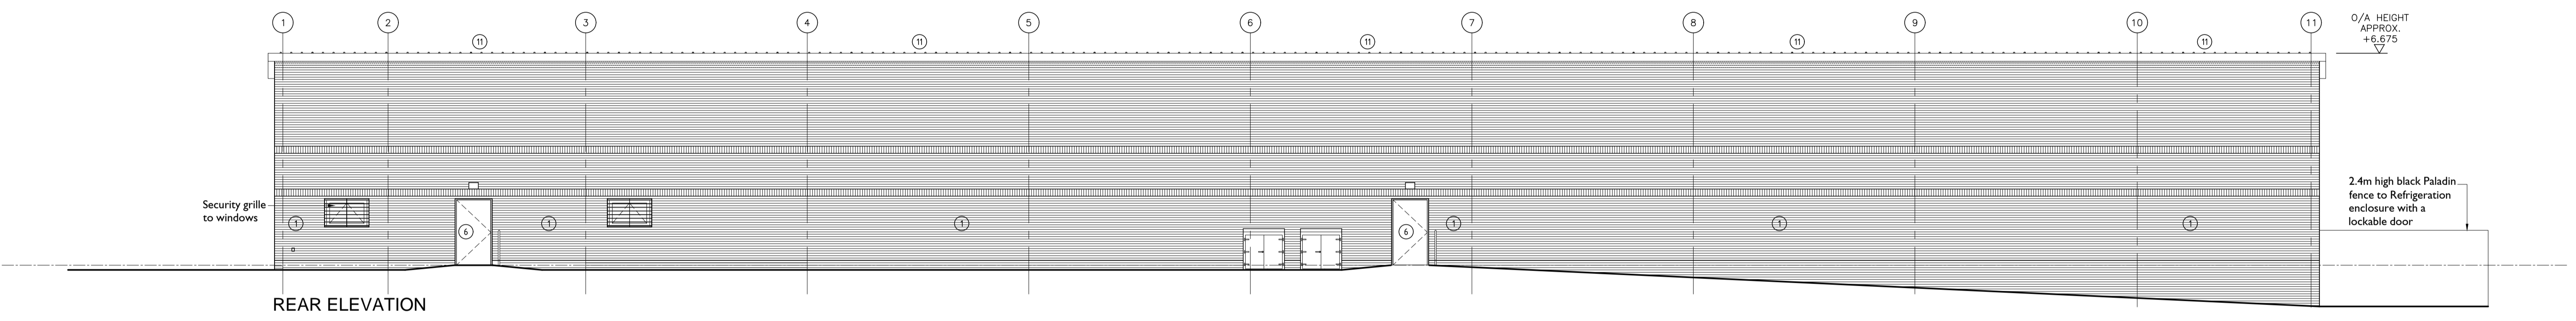 1 2 3 4 5 6 7 8 9 10 11
O/A HEIGHT
APPROX.
+6.675
11 11 11 11 11
Security grille
to windows
2.4m high black Paladin
fence to Refrigeration
enclosure with a
lockable door
1 1 1 1 1 1
6 6
REAR ELEVATION